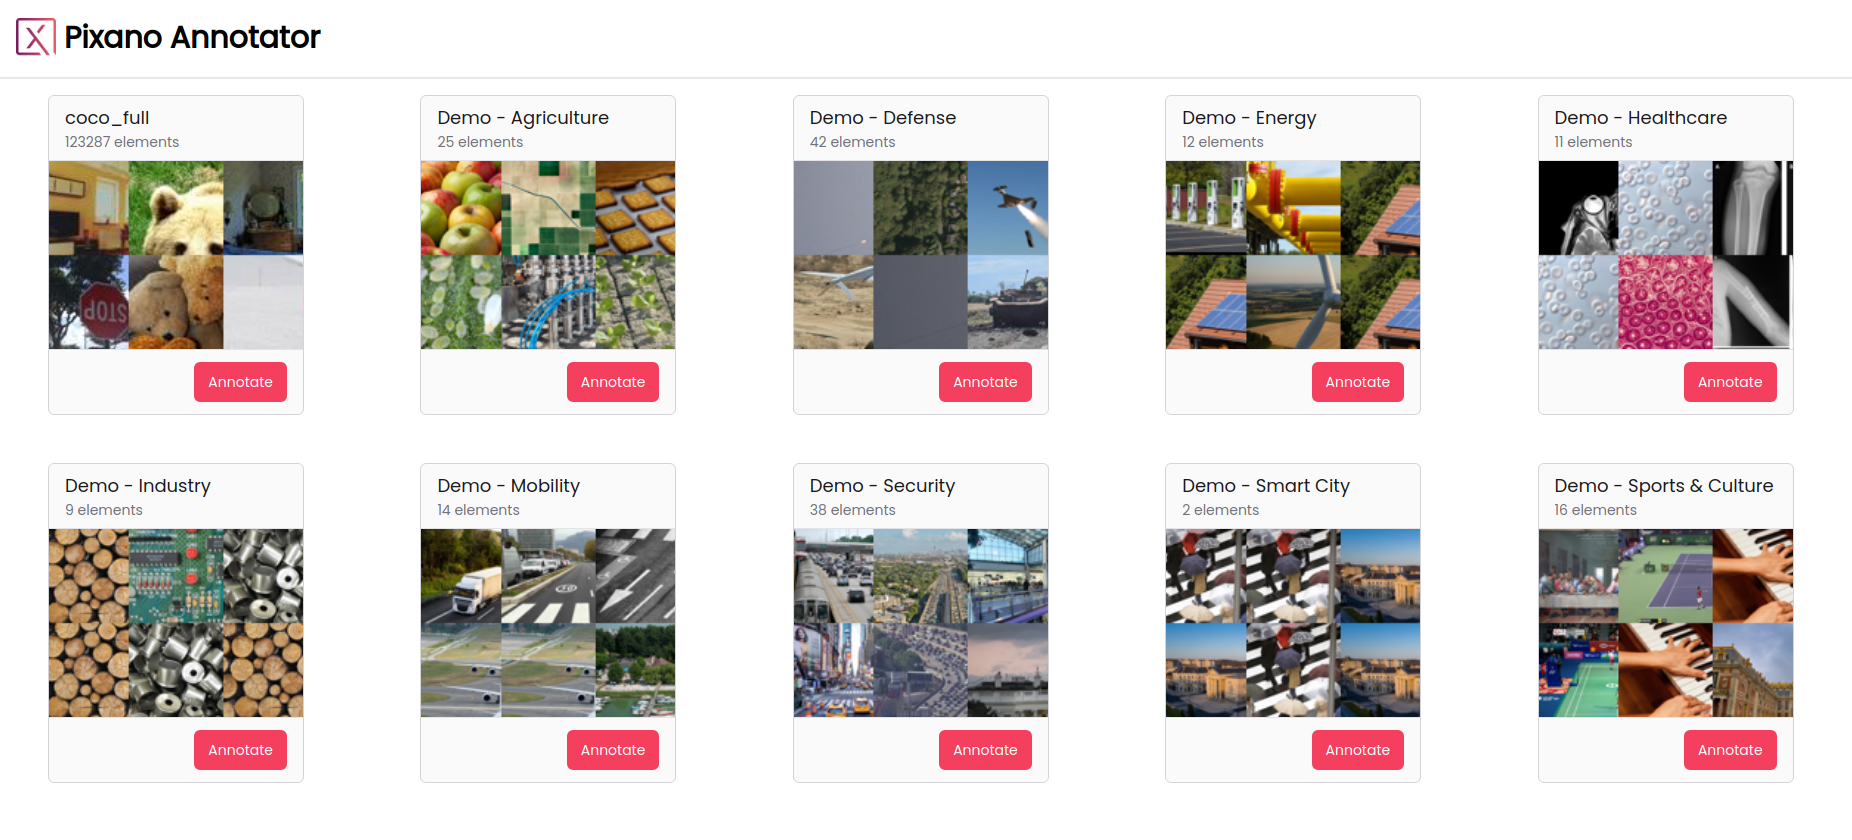 Pixano Annotator
coco_full
123287 elements
Demo - Agriculture
25 elements
Demo - Defense
42 elements
Demo - Energy
12 elements
Demo - Healthcare
11 elements
STOP
Annotate
Annotate
Annotate
Annotate
Annotate
Demo - Industry
9 elements
Demo - Mobility
14 elements
Demo - Security
38 elements
Demo - Smart City
2 elements
Demo - Sports & Culture
16 elements
Annotate
Annotate
Annotate
Annotate
Annotate